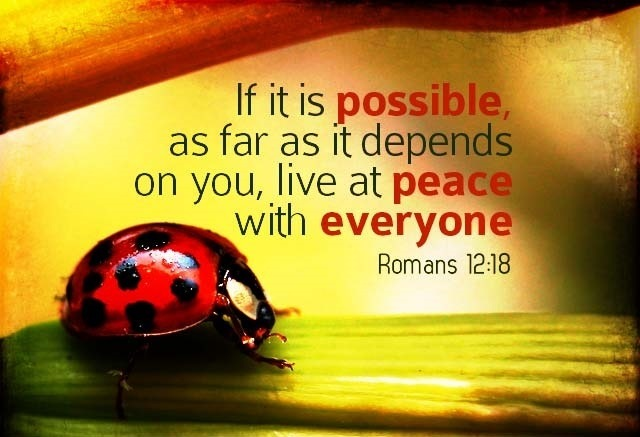 If it is possible,
as far as it depends
on you, live at peace
with everyone
Romans 12:18